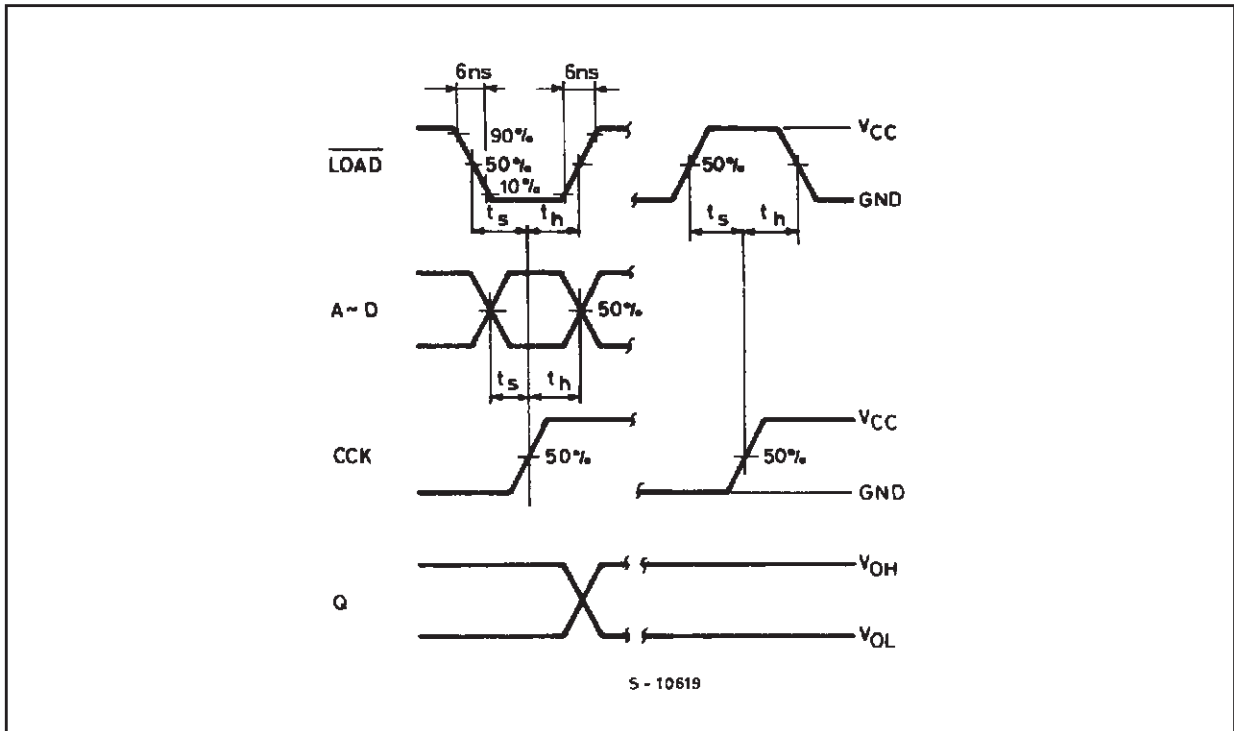 6ns 6ns
90%
LOAD 50% 50% VCC
10% GND
ts th ts th
A~D 50%
ts th
CCK 50% 50% VCC
GND
Q VOH
VOL
S - 10619